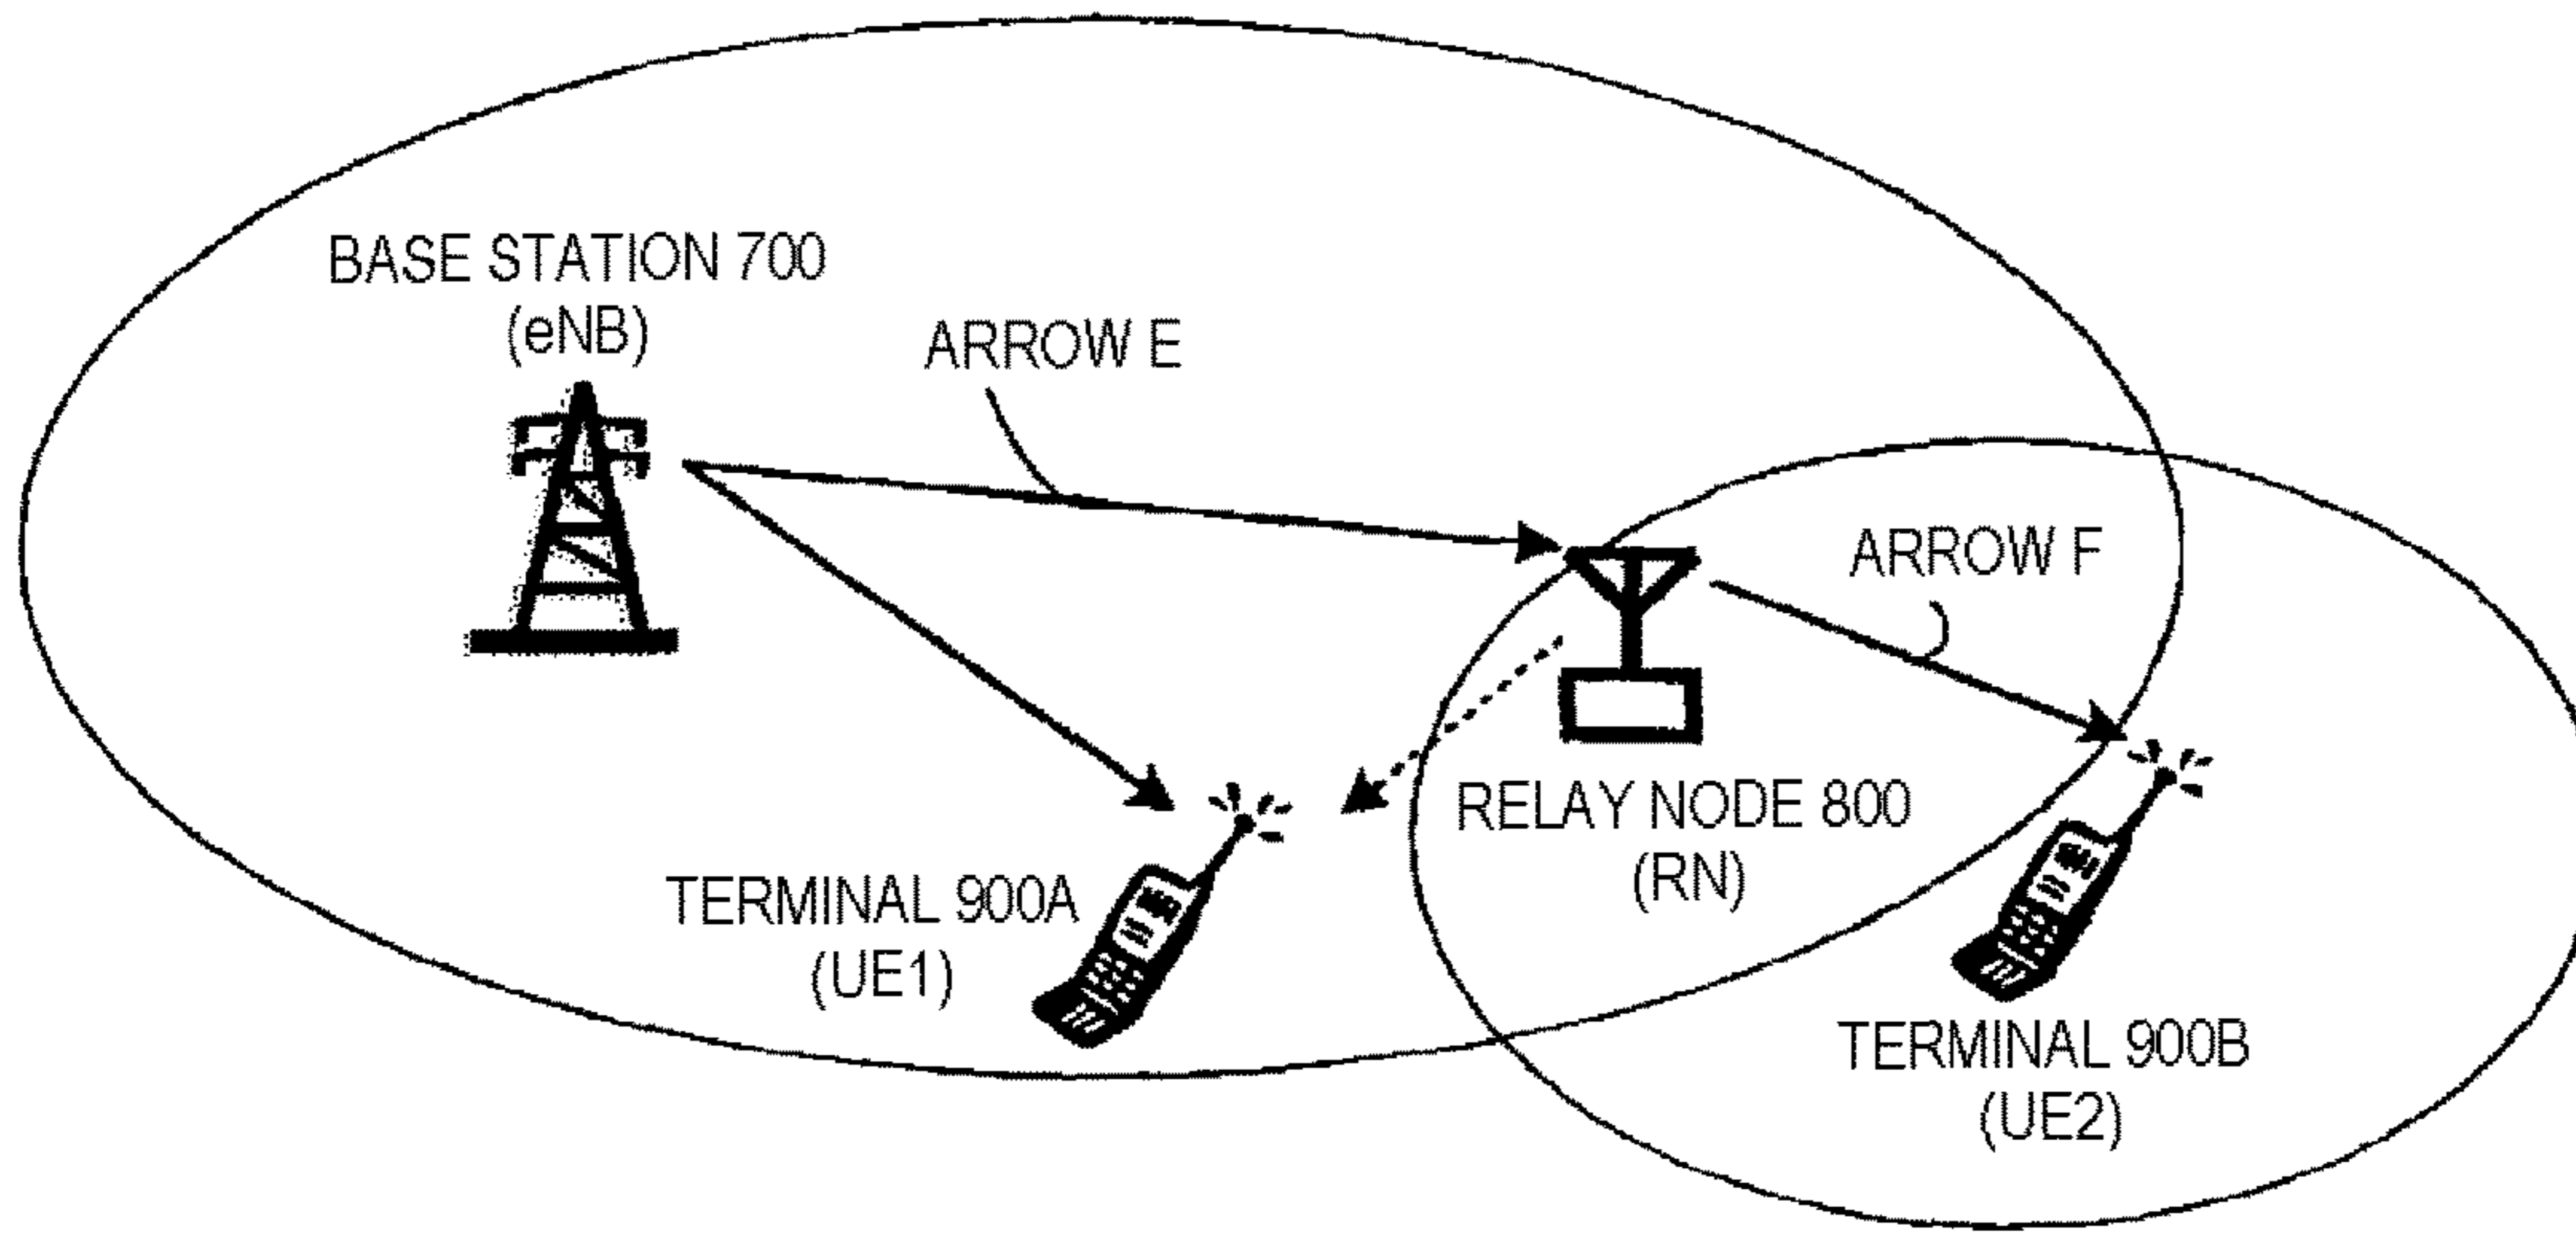 BASE STATION 700
(eNB)
ARROW E
ARROW F
RELAY NODE 800
(RN)
TERMINAL 900A
(UE1)
TERMINAL 900B
(UE2)